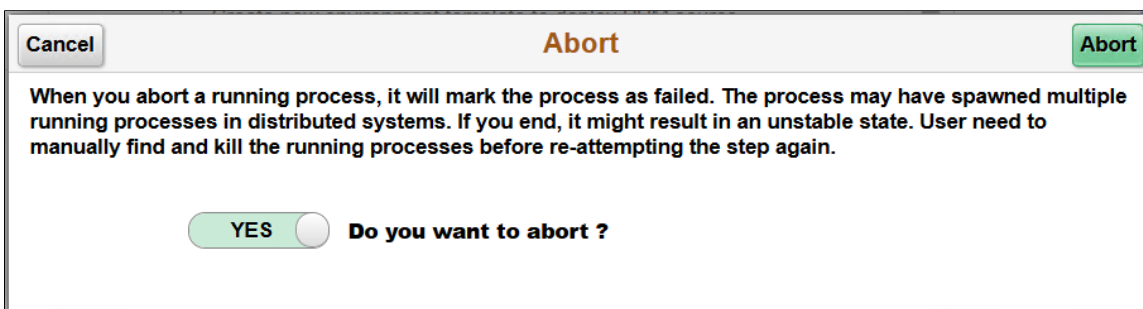 Cancel
Abort
Abort
When you abort a running process, it will mark the process as failed. The process may have spawned multiple
running processes in distributed systems. If you end, it might result in an unstable state. User need to
manually find and kill the running processes before re-attempting the step again.
YES
Do you want to abort ?